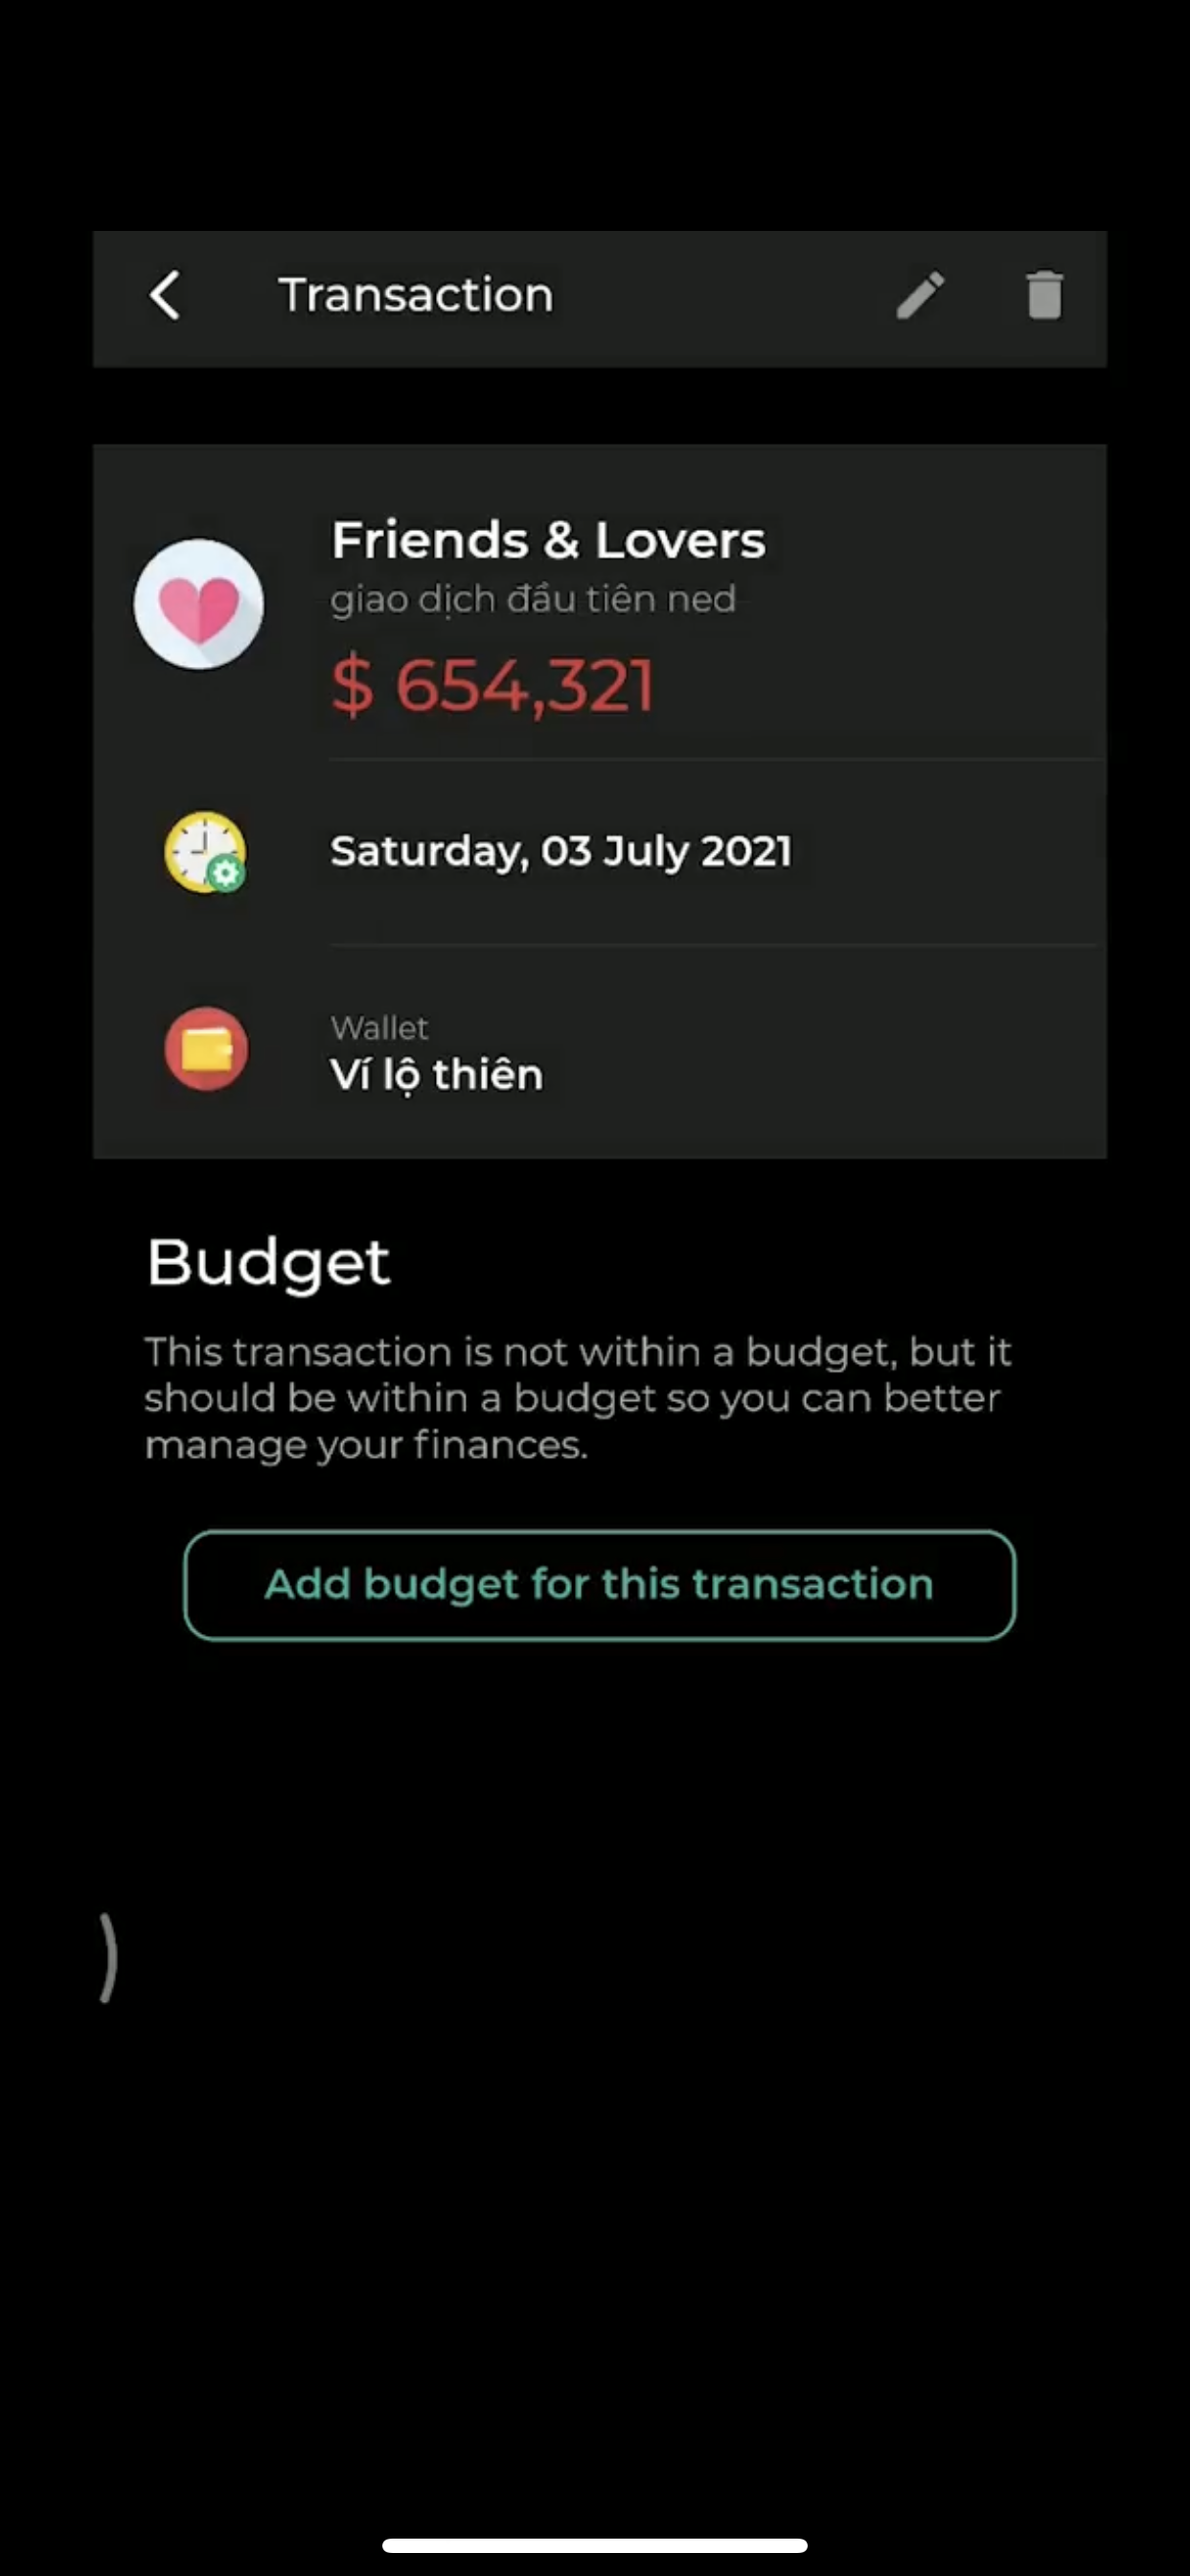 Transaction
Friends & Lovers
giao dịch đầu tiên ned
$ 654,321
Saturday, 03 July 2021
Wallet
Ví lộ thiên
Budget
This transaction is not within a budget, but it
should be within a budget so you can better
manage your finances.
Add budget for this transaction